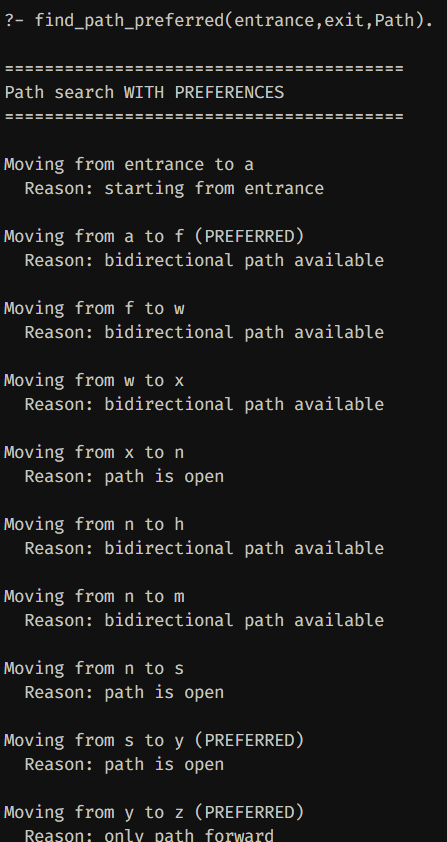 ?- find_path_preferred(entrance,exit,Path).
========================================
Path search WITH PREFERENCES
========================================
Moving from entrance to a
Reason: starting from entrance
Moving from a to f (PREFERRED)
Reason: bidirectional path available
Moving from f to w
Reason: bidirectional path available
Moving from w to x
Reason: bidirectional path available
Moving from x to n
Reason: path is open
Moving from n to h
Reason: bidirectional path available
Moving from n to m
Reason: bidirectional path available
Moving from n to s
Reason: path is open
Moving from s to y (PREFERRED)
Reason: path is open
Moving from y to z (PREFERRED)
Reason: only path forward